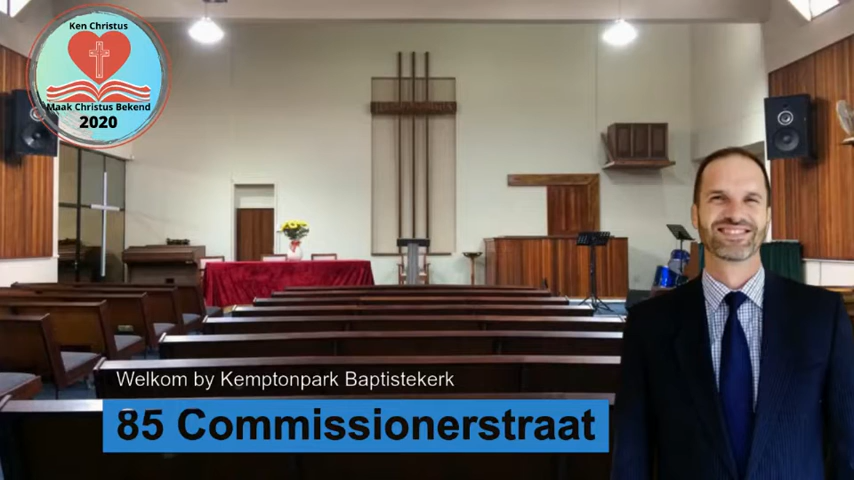 Ken Christus
Maak Christus Bekend
2020
Welkom by Kemptonpark Baptistekerk
85 Commissionerstraat